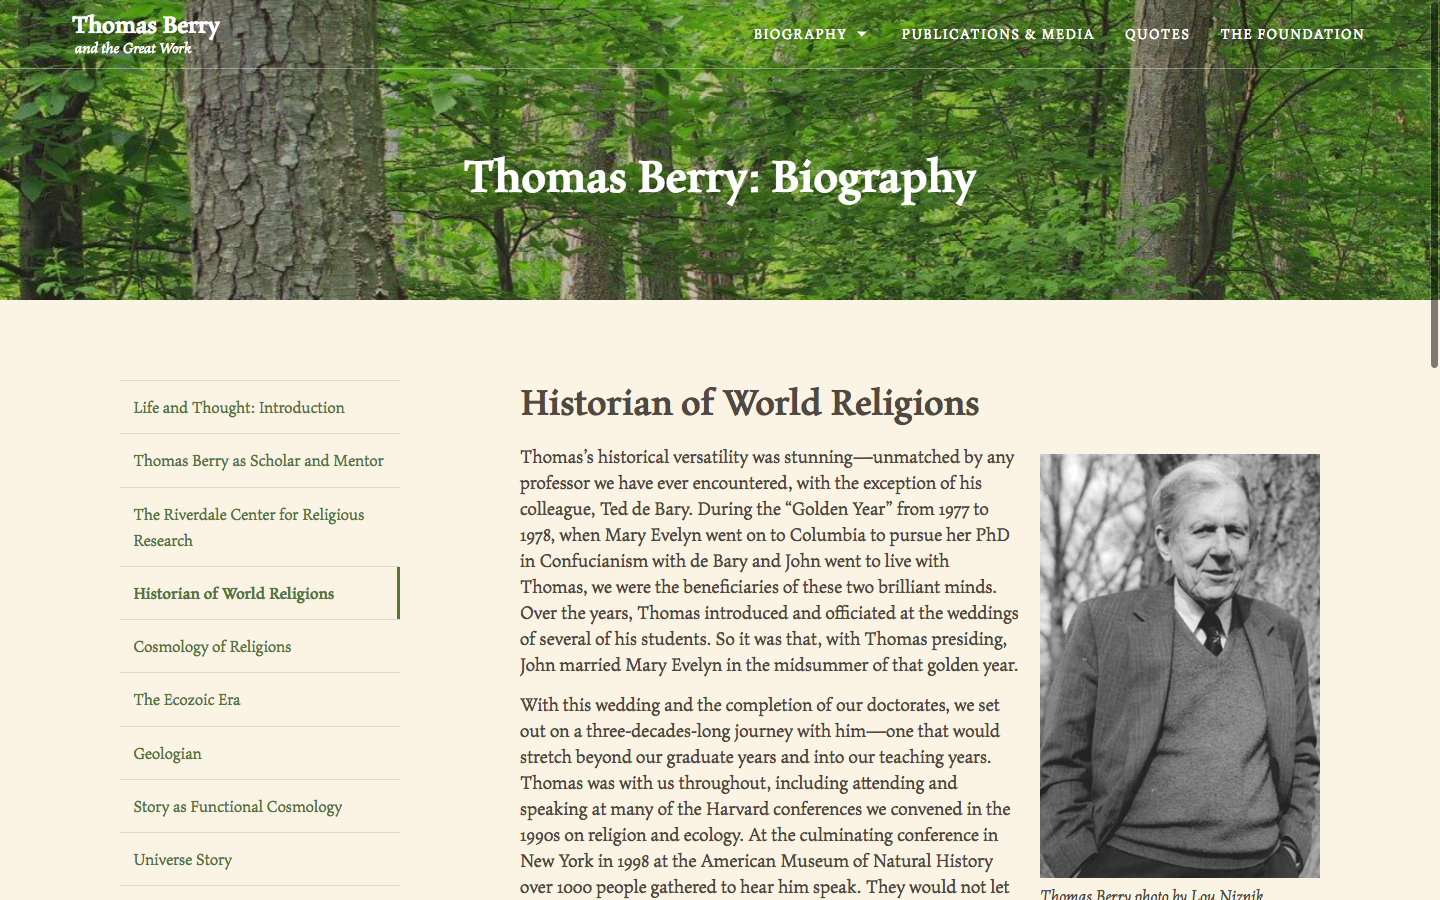 Thomas Berry
and the Great Work
BIOGRAPHY
PUBLICATIONS & MEDIA
QUOTES
THE FOUNDATION
Thomas Berry: Biography
Life and Thought: Introduction
Thomas Berry as Scholar and Mentor
The Riverdale Center for Religious
Research
Historian of World Religions
Cosmology of Religions
The Ecozoic Era
Geologian
Story as Functional Cosmology
Universe Story
Historian of World Religions
Thomas’s historical versatility was stunning—unmatched by any
professor we have ever encountered, with the exception of his
colleague, Ted de Bary. During the “Golden Year” from 1977 to
1978, when Mary Evelyn went on to Columbia to pursue her PhD
in Confucianism with de Bary and John went to live with
Thomas, we were the beneficiaries of these two brilliant minds.
Over the years, Thomas introduced and officiated at the weddings
of several of his students. So it was that, with Thomas presiding,
John married Mary Evelyn in the midsummer of that golden year.
With this wedding and the completion of our doctorates, we set
out on a three-decades-long journey with him—one that would
stretch beyond our graduate years and into our teaching years.
Thomas was with us throughout, including attending and
speaking at many of the Harvard conferences we convened in the
1990s on religion and ecology. At the culminating conference in
New York in 1998 at the American Museum of Natural History
over 1000 people gathered to hear him speak. They would not let
Thomas Berry photo by Lou Niznik